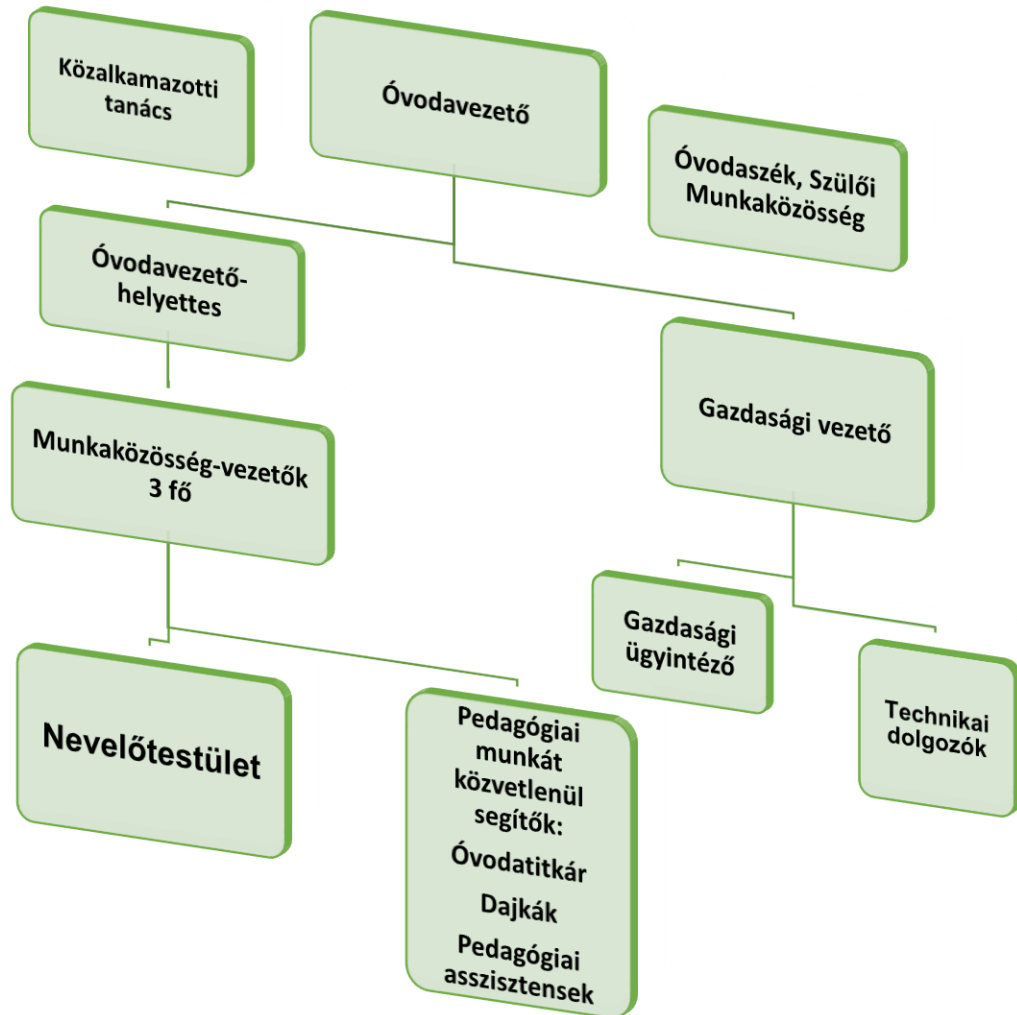 Közalkamazotti
tanács
Óvodavezető
Óvodaszék, Szülői
Munkaközösség
Óvodavezető-
helyettes
Gazdasági vezető
Munkaközösség-vezetők
3 fő
Gazdasági
ügyintéző
Technikai
dolgozók
Nevelőtestület
Pedagógiai
munkát
közvetlenül
segítők:
Óvodatitkár
Dajkák
Pedagógiai
asszisztensek